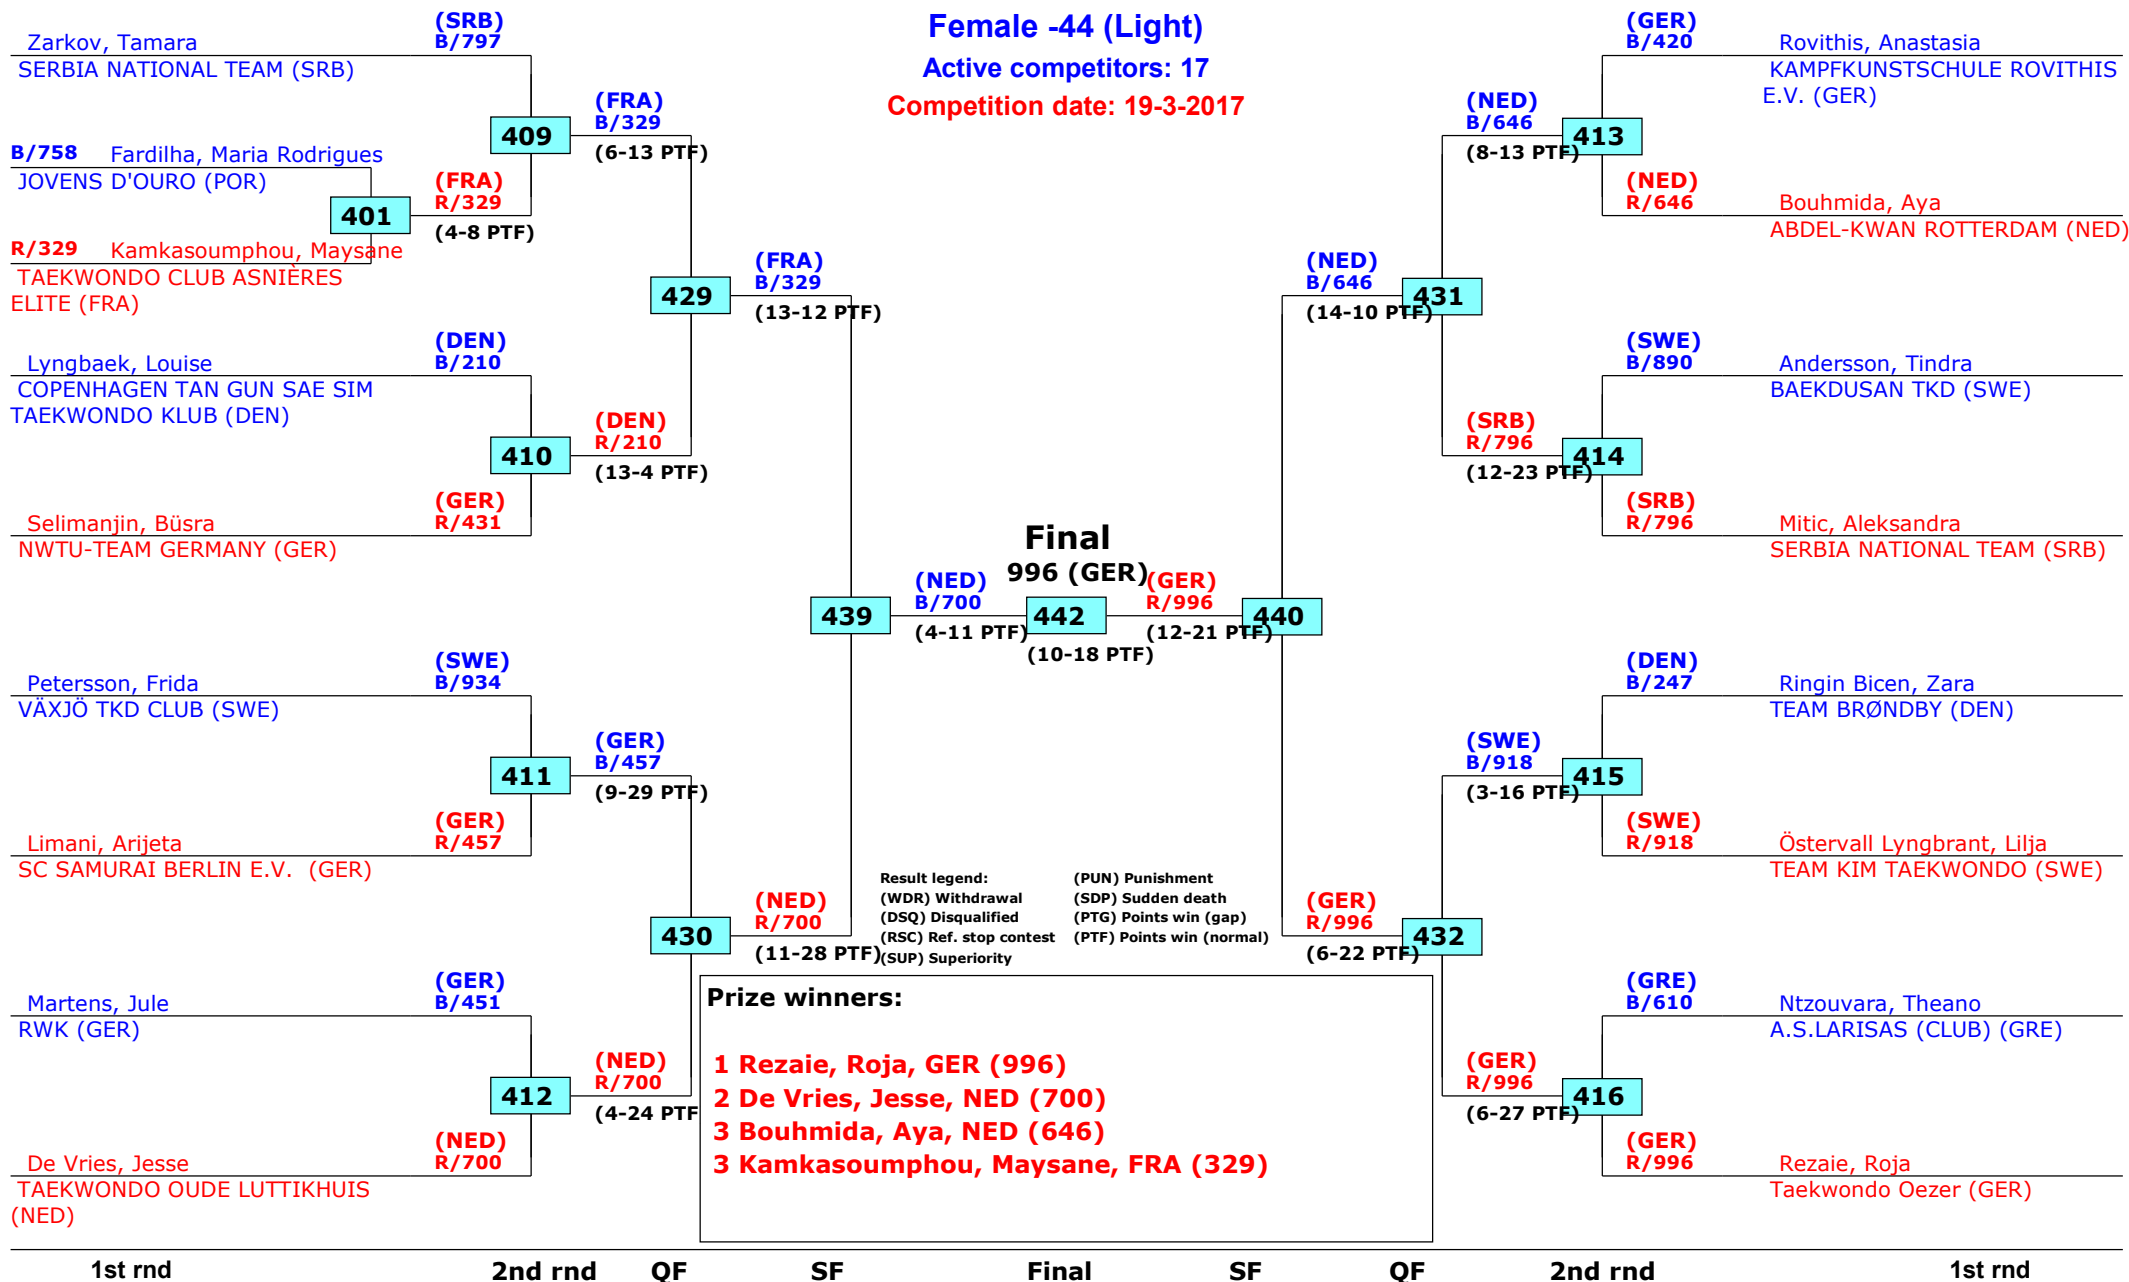 Female -44 (Light)
Active competitors: 17
Competition date: 19-3-2017
(SRB)
Zarkov, Tamara B/797
SERBIA NATIONAL TEAM (SRB)
(FRA)
B/329
409
(6-13 PTF)
B/758 Fardilha, Maria Rodrigues
JOVENS D'OURO (POR)
(FRA)
R/329
401
(4-8 PTF)
R/329 Kamkasoumphou, Maysane
TAEKWONDO CLUB ASNIÈRES
ELITE (FRA)
(FRA)
B/329
429
(13-12 PTF)
(DEN)
Lyngbaek, Louise B/210
COPENHAGEN TAN GUN SAE SIM
TAEKWONDO KLUB (DEN)
(DEN)
R/210
410
(13-4 PTF)
(GER)
Selimanjin, Büsra R/431
NWTU-TEAM GERMANY (GER)
439
(NED)
B/700
(4-11 PTF)
(SWE)
Petersson, Frida B/934
VÄXJÖ TKD CLUB (SWE)
(GER)
B/457
411
(9-29 PTF)
(GER)
Limani, Arijeta R/457
SC SAMURAI BERLIN E.V. (GER)
(NED)
R/700
430
(11-28 PTF)
(GER)
Martens, Jule B/451
RWK (GER)
(NED)
R/700
412
(4-24 PTF
(NED)
De Vries, Jesse R/700
TAEKWONDO OUDE LUTTIKHUIS
(NED)
Final
996 (GER)
442
(10-18 PTF)
(GER)
R/996
440
(12-21 PTF)
(GER)
B/420 Rovithis, Anastasia
KAMPFKUNSTSCHULE ROVITHIS
E.V. (GER)
(NED)
B/646
413
(8-13 PTF)
(NED)
R/646 Bouhmida, Aya
ABDEL-KWAN ROTTERDAM (NED)
(NED)
B/646
431
(14-10 PTF)
(SWE)
B/890 Andersson, Tindra
BAEKDUSAN TKD (SWE)
(SRB)
R/796
414
(12-23 PTF)
(SRB)
R/796 Mitic, Aleksandra
SERBIA NATIONAL TEAM (SRB)
(DEN)
B/247 Ringin Bicen, Zara
TEAM BRØNDBY (DEN)
(SWE)
B/918
415
(3-16 PTF)
(SWE)
R/918 Östervall Lyngbrant, Lilja
TEAM KIM TAEKWONDO (SWE)
(GER)
R/996
432
(6-22 PTF)
(GRE)
B/610 Ntzouvara, Theano
A.S.LARISAS (CLUB) (GRE)
(GER)
R/996
416
(6-27 PTF)
(GER)
R/996 Rezaie, Roja
Taekwondo Oezer (GER)
Result legend: (PUN) Punishment
(WDR) Withdrawal (SDP) Sudden death
(DSQ) Disqualified (PTG) Points win (gap)
(RSC) Ref. stop contest (PTF) Points win (normal)
(SUP) Superiority
Prize winners:
1 Rezaie, Roja, GER (996)
2 De Vries, Jesse, NED (700)
3 Bouhmida, Aya, NED (646)
3 Kamkasoumphou, Maysane, FRA (329)
1st rnd 2nd rnd QF SF Final SF QF 2nd rnd 1st rnd